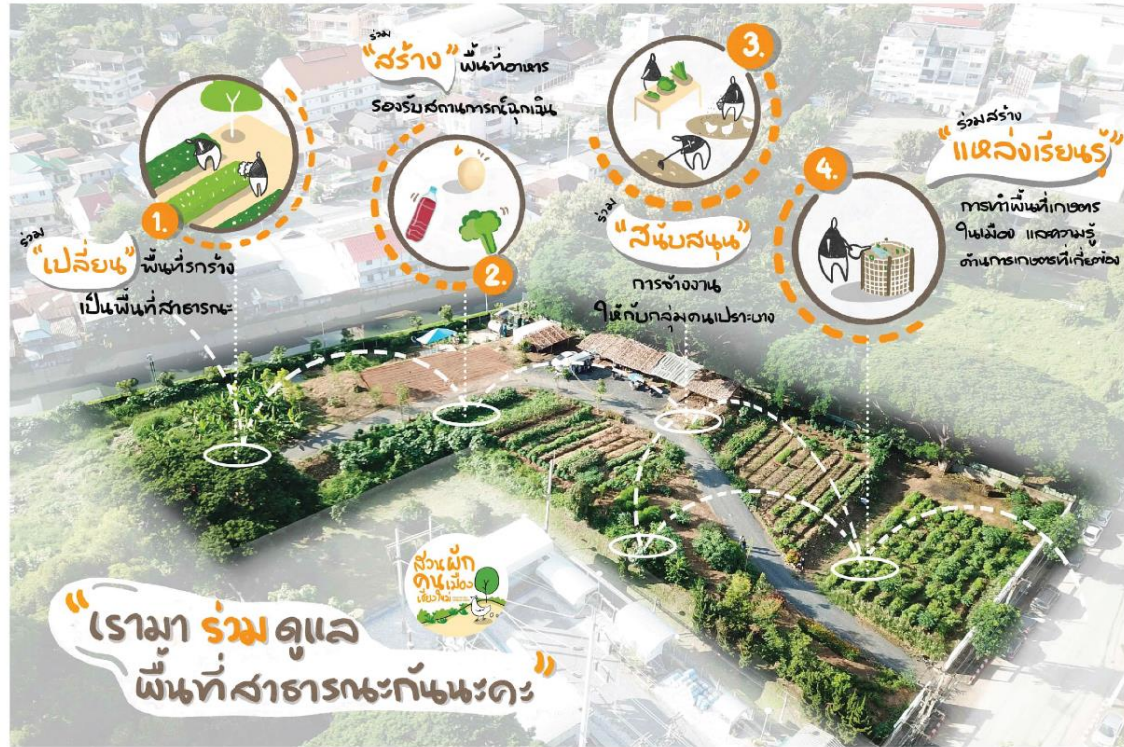 1.
ร่วม
"เปลี่ยน" พื้นที่รกร้าง
เป็นพื้นที่สาธารณะ
ร่วม
"สร้าง" พื้นที่อาหาร
รองรับสถานการณ์ฉุกเฉิน
2.
3.
ร่วม
"สนับสนุน"
การจ้างงาน
ให้กับกลุ่มคนเปราะบาง
4.
ร่วมสร้าง
"แหล่งเรียนรู้"
การทำพื้นที่เกษตร
ในเมือง และความรู้
ด้านการเกษตรที่เกี่ยวข้อง
สวนผัก
คนเมือง
เชียงใหม่
"เรามา ร่วม ดูแล
พื้นที่สาธารณะกันนะคะ"